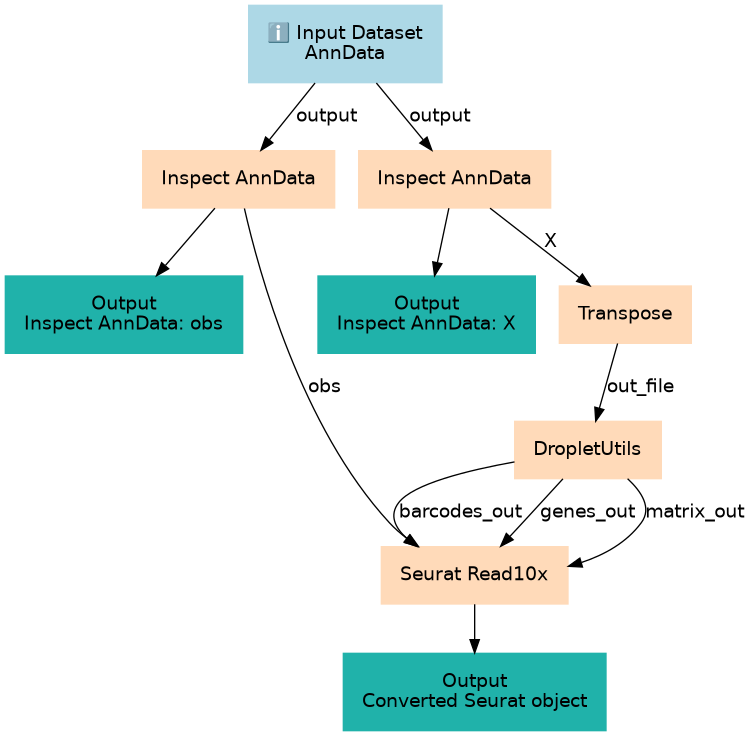 ℹ️ Input Dataset
AnnData
output
output
Inspect AnnData
Inspect AnnData
X
Output
Inspect AnnData: obs
Output
Inspect AnnData: X
Transpose
obs
out_file
DropletUtils
barcodes_out
genes_out
matrix_out
Seurat Read10x
Output
Converted Seurat object